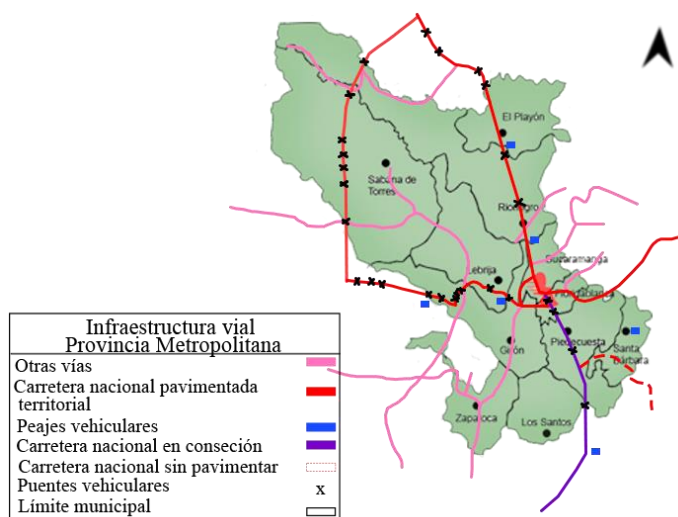 El Playón
Sabana de
Torres
Rionegro
Bucaramanga
Lebrija
Floridablanca
Girón
Piedecuesta
Santa
Bárbara
Zapatoca
Los Santos
Infraestructura vial
Provincia Metropolitana
Otras vías
Carretera nacional pavimentada
territorial
Peajes vehiculares
Carretera nacional en conseción
Carretera nacional sin pavimentar
Puentes vehiculares
x
Límite municipal